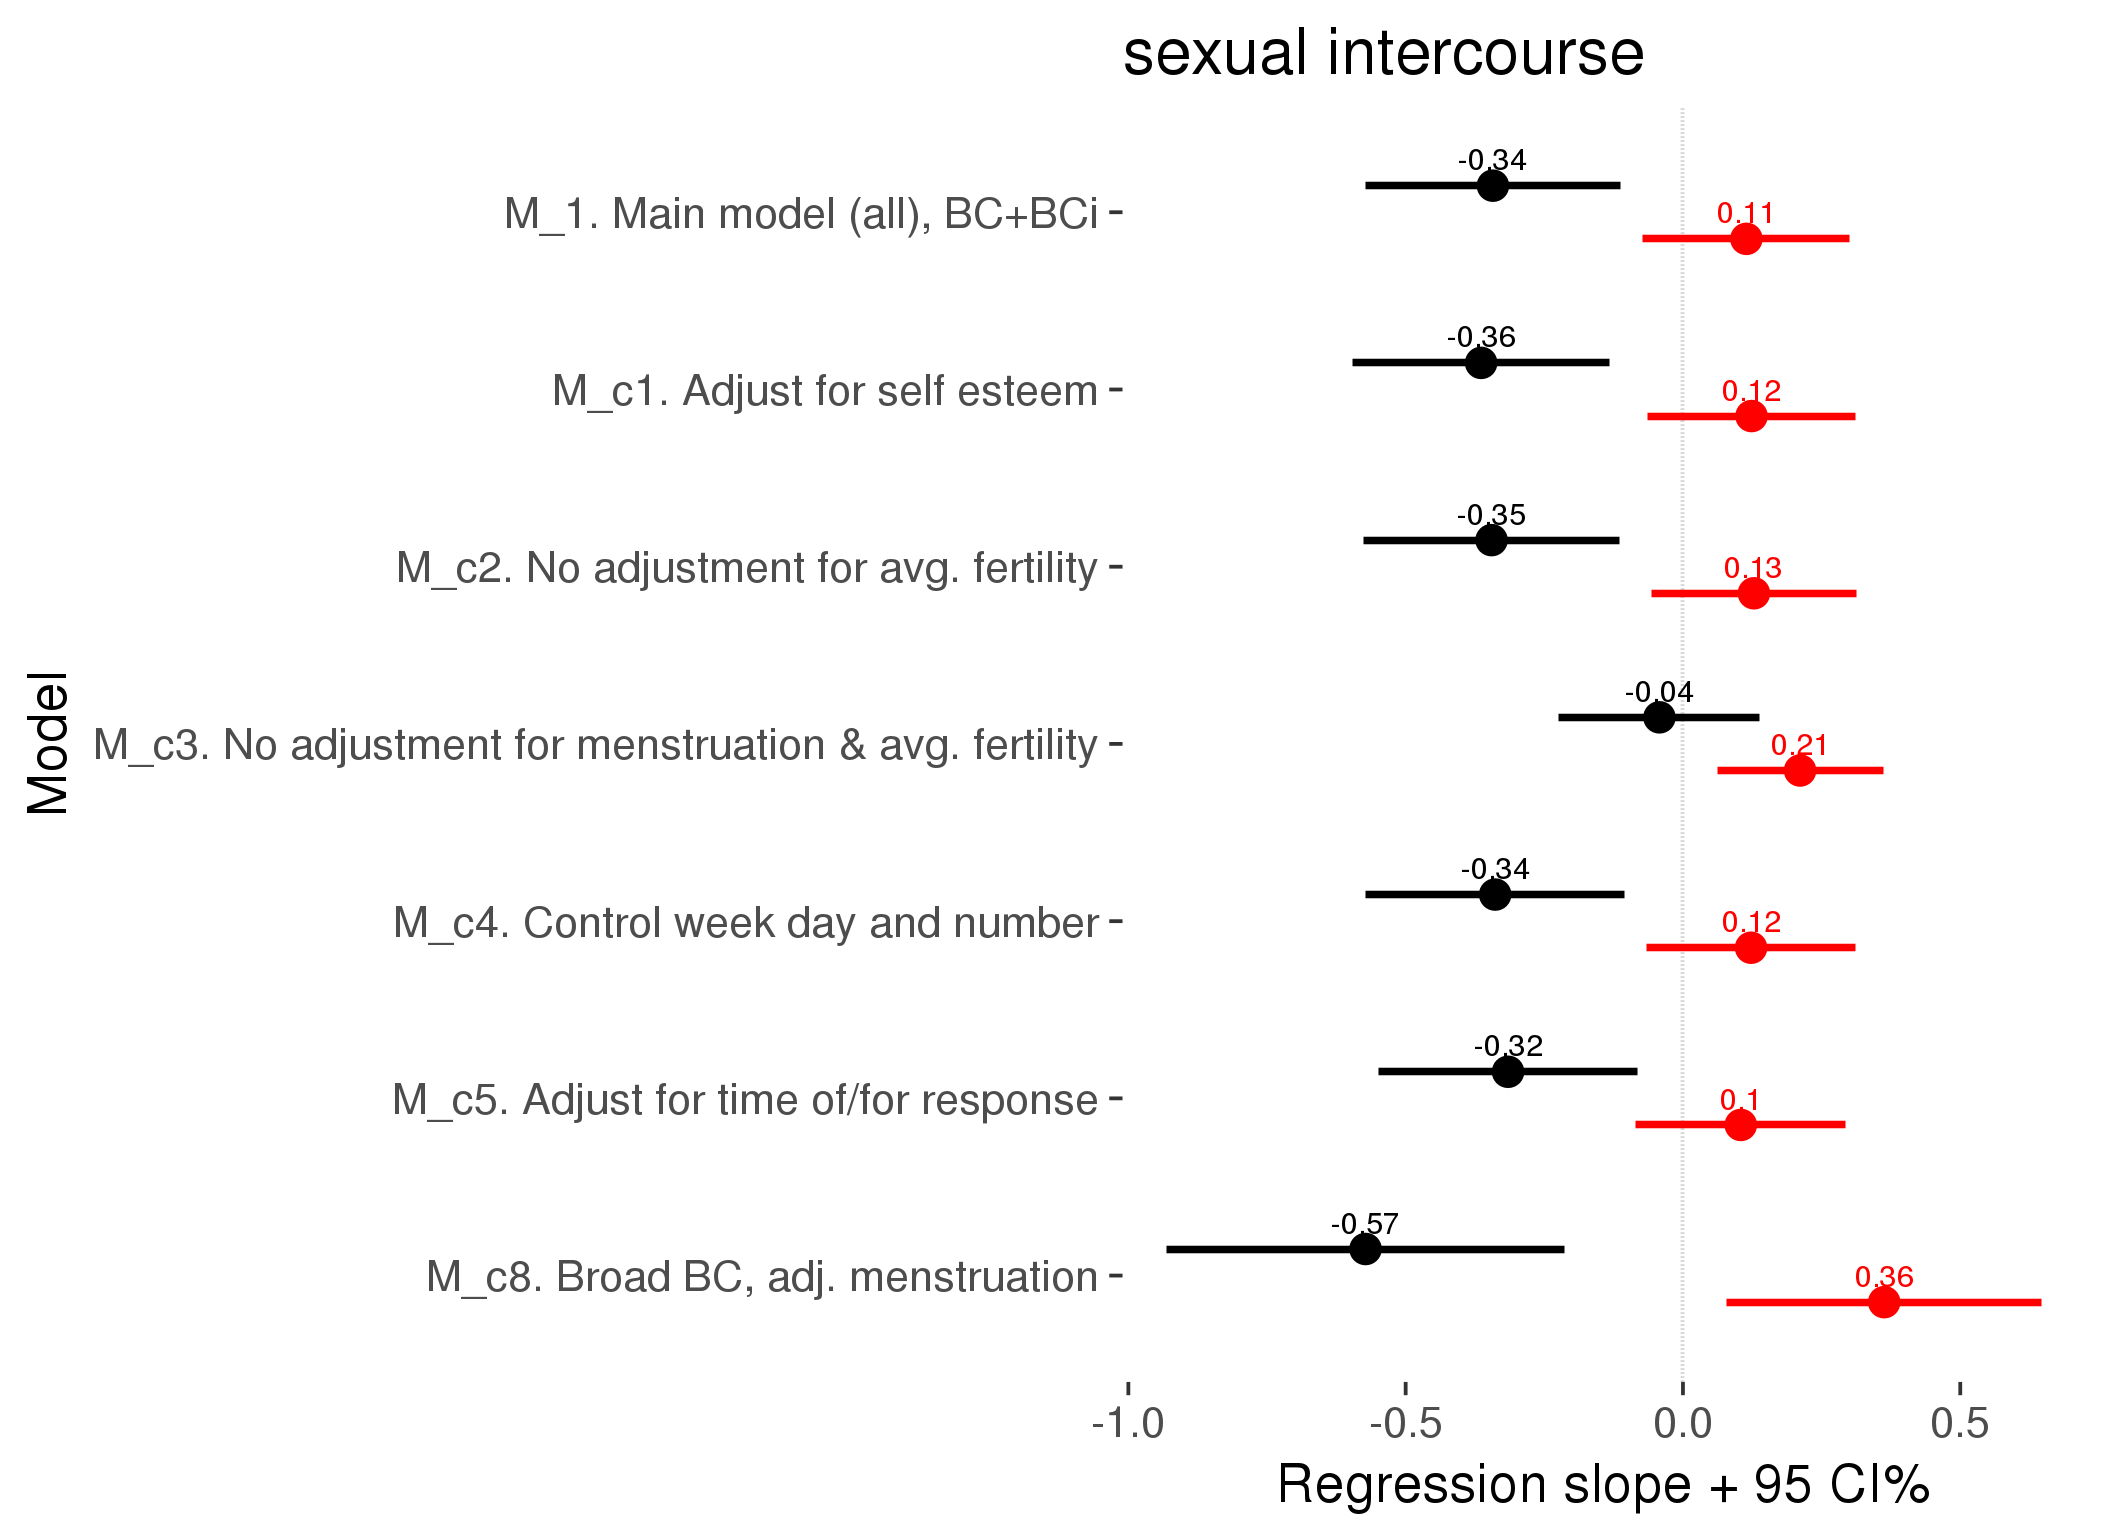 sexual intercourse
-0.34
M_1. Main model (all), BC+BCi
0.11
-0.36
M_c1. Adjust for self esteem
0.12
-0.35
M_c2. No adjustment for avg. fertility
0.13
Model
-0.04
M_c3. No adjustment for menstruation & avg. fertility
0.21
-0.34
M_c4. Control week day and number
0.12
-0.32
M_c5. Adjust for time of/for response
0.1
-0.57
M_c8. Broad BC, adj. menstruation
0.36
-1.0 -0.5 0.0 0.5
Regression slope + 95 CI%